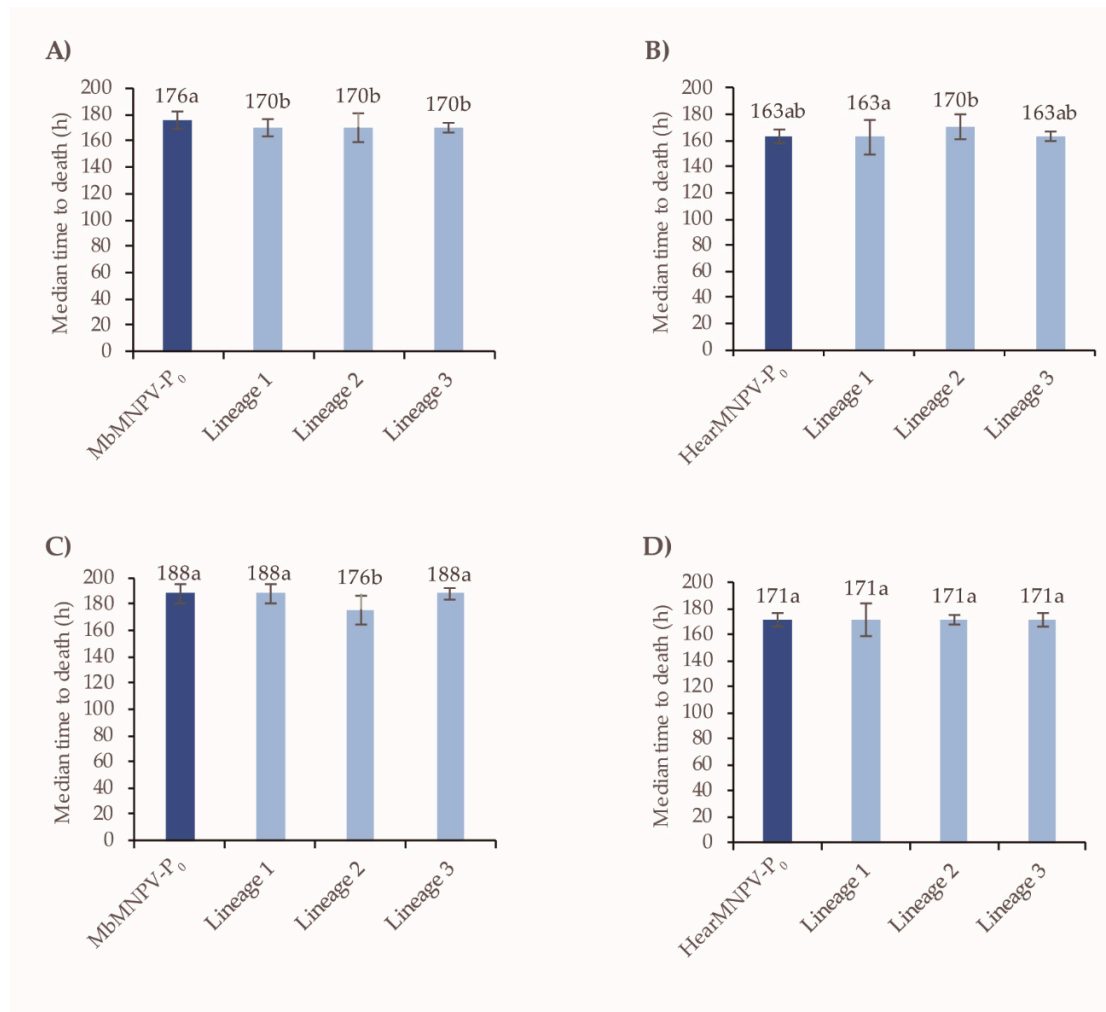 A)
Median time to death (h)
200
180
160
140
120
100
80
60
40
20
0
176a
170b
170b
170b
MbMNPV-P₀
Lineage 1
Lineage 2
Lineage 3
B)
Median time to death (h)
200
180
160
140
120
100
80
60
40
20
0
163ab
163a
170b
163ab
HearMNPV-P₀
Lineage 1
Lineage 2
Lineage 3
C)
Median time to death (h)
200
180
160
140
120
100
80
60
40
20
0
188a
188a
176b
188a
MbMNPV-P₀
Lineage 1
Lineage 2
Lineage 3
D)
Median time to death (h)
200
180
160
140
120
100
80
60
40
20
0
171a
171a
171a
171a
HearMNPV-P₀
Lineage 1
Lineage 2
Lineage 3